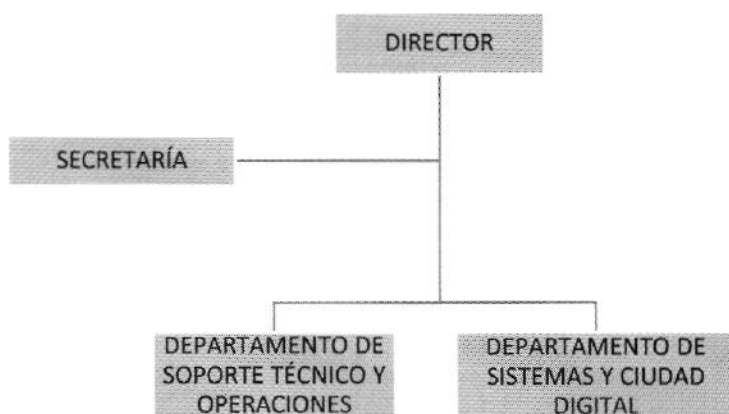 DIRECTOR
SECRETARÍA
DEPARTAMENTO DE
SOPORTE TÉCNICO Y
OPERACIONES
DEPARTAMENTO DE
SISTEMAS Y CIUDAD
DIGITAL